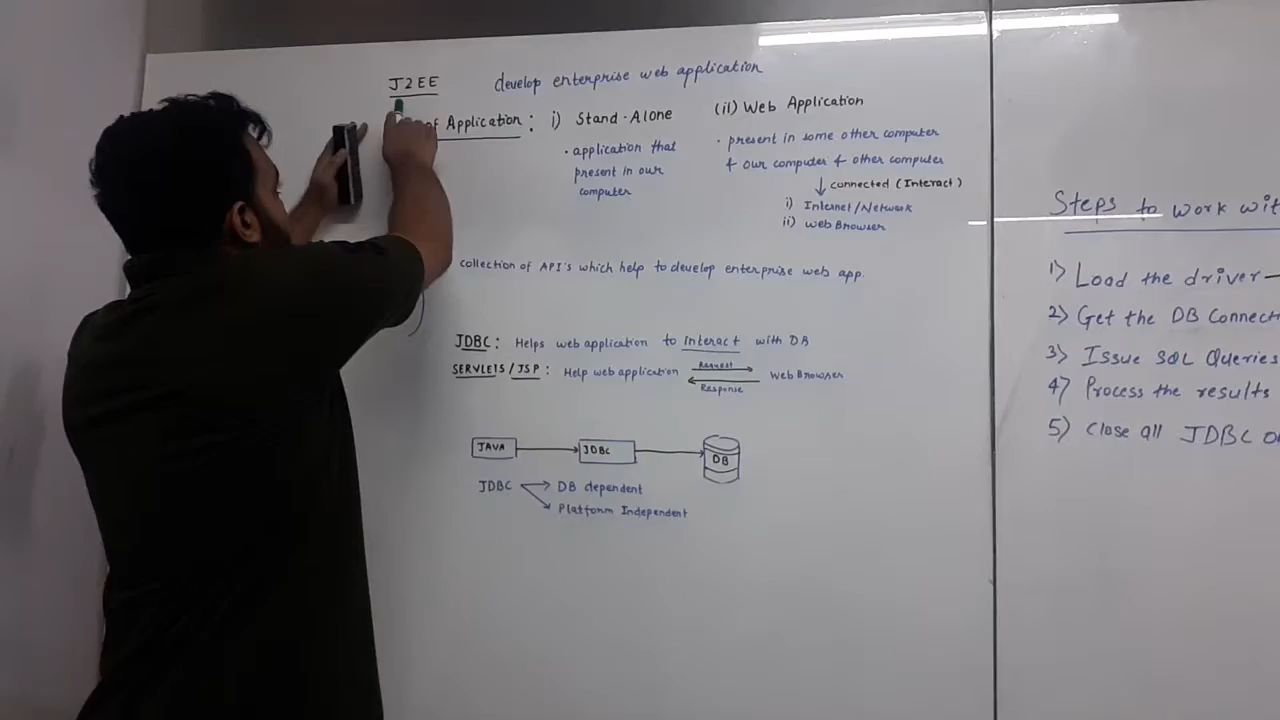 J2EE develop enterprise web application
of Application : i) Stand-Alone (ii) Web Application
• application that present in our computer
• present in some other computer
& our computer & other computer
connected (Interact)
i) Internet/Network
ii) Web Browser
collection of API's which help to develop enterprise web app.
JDBC : Helps web application to interact with DB
SERVLETS / JSP : Help web application Request Response Web Browser
JAVA JDBC DB
JDBC DB dependent
Platform Independent
Steps to work
1) Load the driver –
2) Get the DB
3) Issue SQL Queries
4) Process the results
5) Close all JDBC